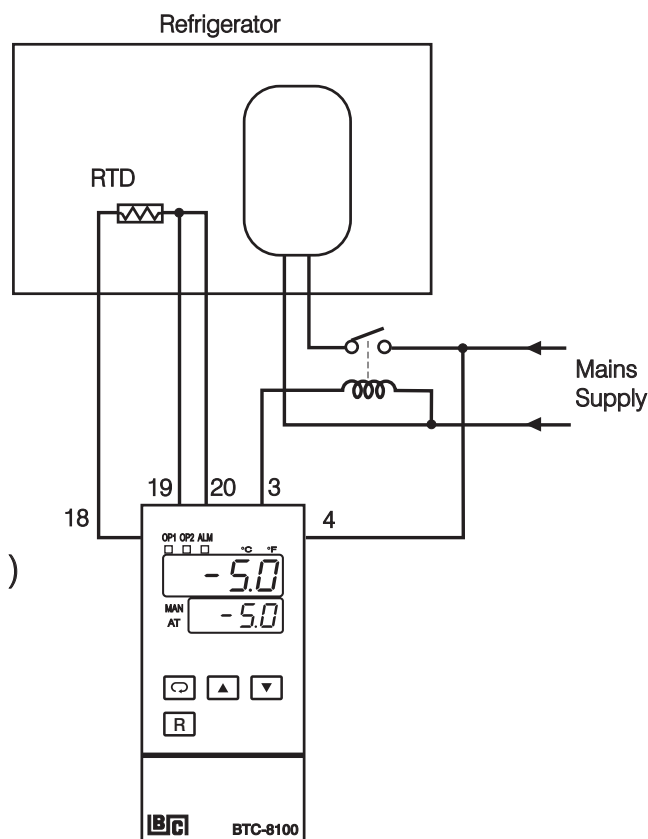 Refrigerator
RTD
Mains
Supply
19 20 3
18
4
)
OP1 OP2 ALM °C °F
- 5.0
MAN
AT
- 5.0
R
BC
BTC-8100